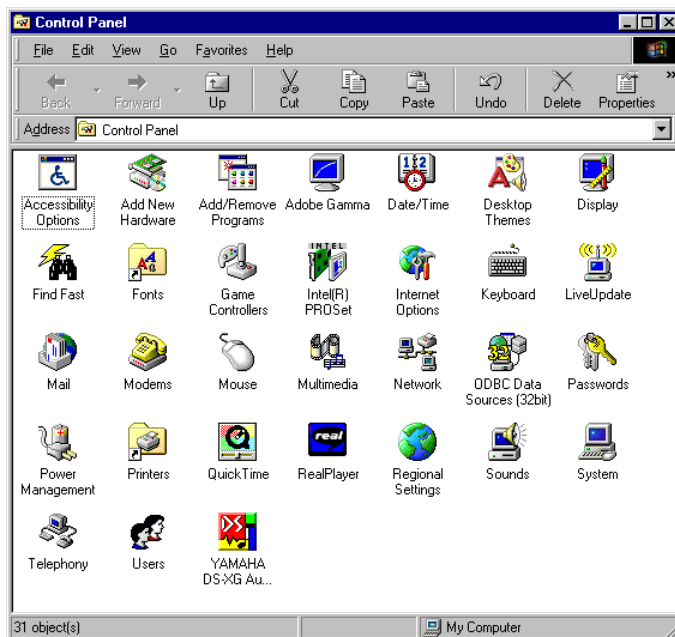 Control Panel
File Edit View Go Favorites Help
Back Forward Up Cut Copy Paste Undo Delete Properties »
Address Control Panel
Accessibility Options
Add New Hardware
Add/Remove Programs
Adobe Gamma
12
Date/Time
Desktop Themes
Display
Find Fast
Fonts
Game Controllers
INTEL
Intel(R) PROSet
Internet Options
Keyboard
LiveUpdate
Mail
Modems
Mouse
Multimedia
Network
32
ODBC Data Sources (32bit)
Passwords
Power Management
Printers
QuickTime
real
RealPlayer
Regional Settings
Sounds
System
Telephony
Users
DS
YAMAHA DS-XG Au...
31 object(s) My Computer